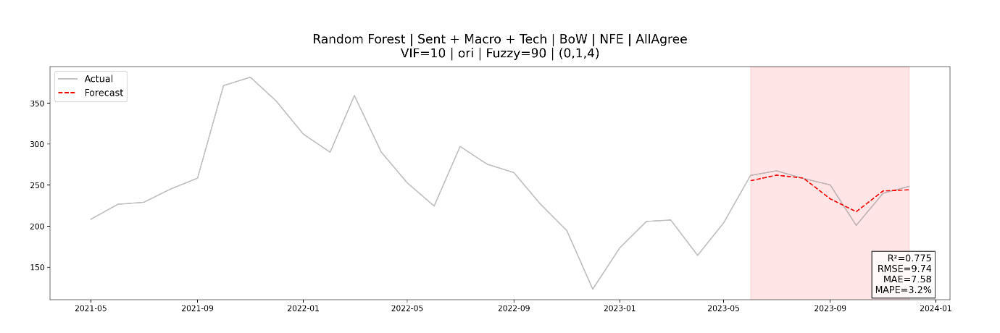 Random Forest | Sent + Macro + Tech | BoW | NFE | AllAgree
VIF=10 | ori | Fuzzy=90 | (0,1,4)
Actual
Forecast
350
300
250
200
150
R²=0.775
RMSE=9.74
MAE=7.58
MAPE=3.2%
2021-05
2021-09
2022-01
2022-05
2022-09
2023-01
2023-05
2023-09
2024-01